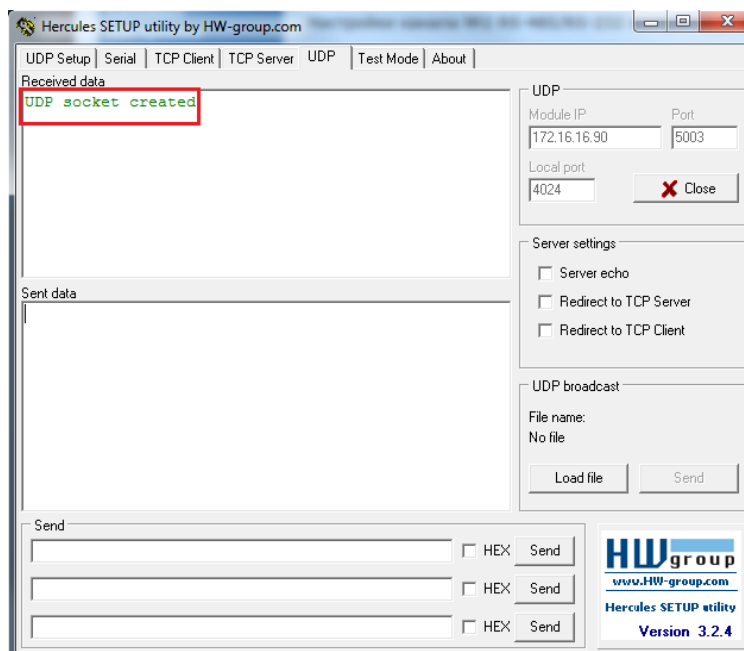 Hercules SETUP utility by HW-group.com
UDP Setup Serial TCP Client TCP Server UDP Test Mode About
Received data
UDP socket created
UDP
Module IP Port
172.16.16.90 5003
Local port
4024 Close
Server settings
Server echo
Redirect to TCP Server
Redirect to TCP Client
Sent data
UDP broadcast
File name:
No file
Load file Send
Send
HEX Send
HEX Send
HEX Send
HW group
www.HW-group.com
Hercules SETUP utility
Version 3.2.4